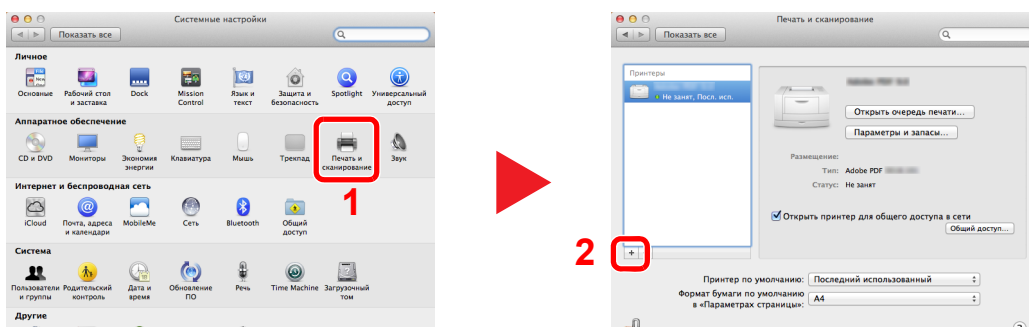 Системные настройки
Показать все
Личное
Основные
Рабочий стол
и заставка
Dock
Mission
Control
Язык и
текст
Защита и
безопасность
Spotlight
Универсальный
доступ
Аппаратное обеспечение
CD и DVD
Мониторы
Экономия
энергии
Клавиатура
Мышь
Трекпад
Печать и
сканирование
Звук
1
Интернет и беспроводная сеть
iCloud
Почта, адреса
и календари
MobileMe
Сеть
Bluetooth
Общий
доступ
Система
Пользователи
и группы
Родительский
контроль
Дата и
время
Обновление
ПО
Речь
Time Machine
Загрузочный
том
Другие
Печать и сканирование
Показать все
Принтеры
Не занят, Посл. исп.
Открыть очередь печати...
Параметры и запасы...
Размещение:
Тип: Adobe PDF
Статус: Не занят
Открыть принтер для общего доступа в сети
Общий доступ...
2
+
Принтер по умолчанию: Последний использованный
Формат бумаги по умолчанию
в «Параметрах страницы»: A4
?